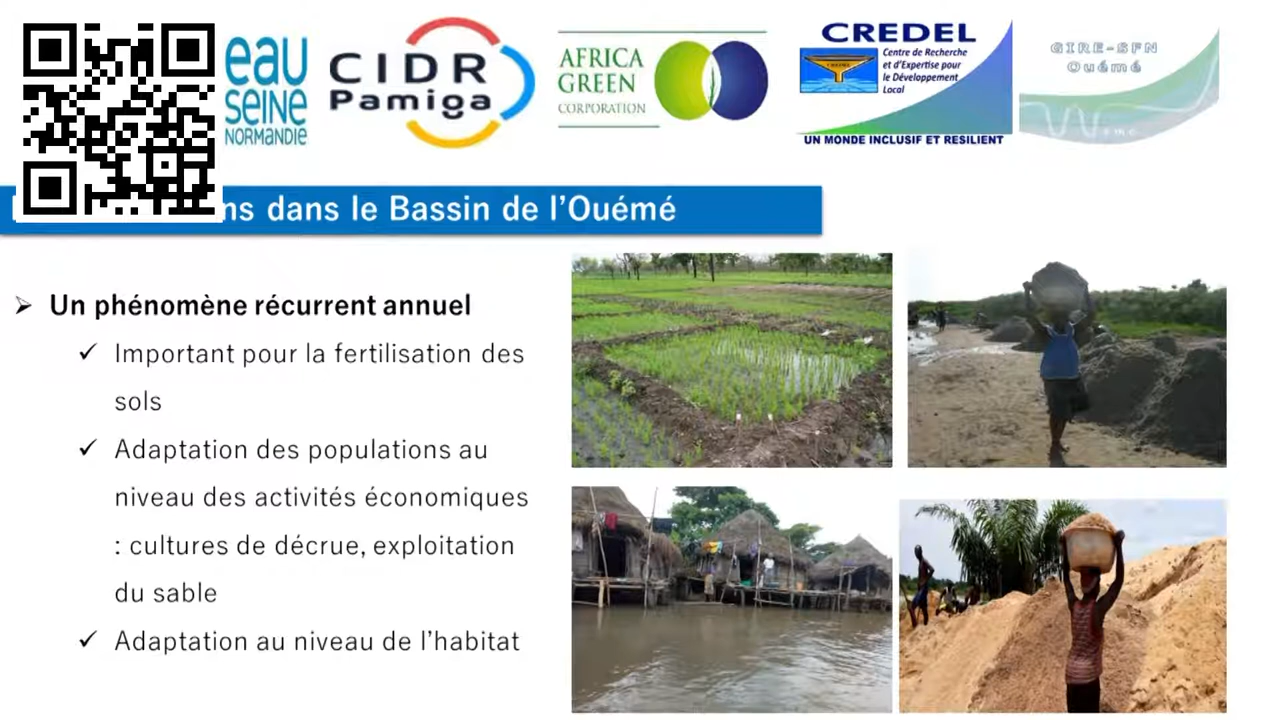 eau
SEINE
NORMANDIE
CIDR
Pamiga
AFRICA
GREEN
CORPORATION
CREDEL
Centre de Recherche
et d'Expertise pour
le Développement
Local
UN MONDE INCLUSIF ET RESILIENT
GIRE-SFN
Ouémé
dans le Bassin de l'Ouémé
➢ Un phénomène récurrent annuel
✓ Important pour la fertilisation des
sols
✓ Adaptation des populations au
niveau des activités économiques
: cultures de décrue, exploitation
du sable
✓ Adaptation au niveau de l'habitat